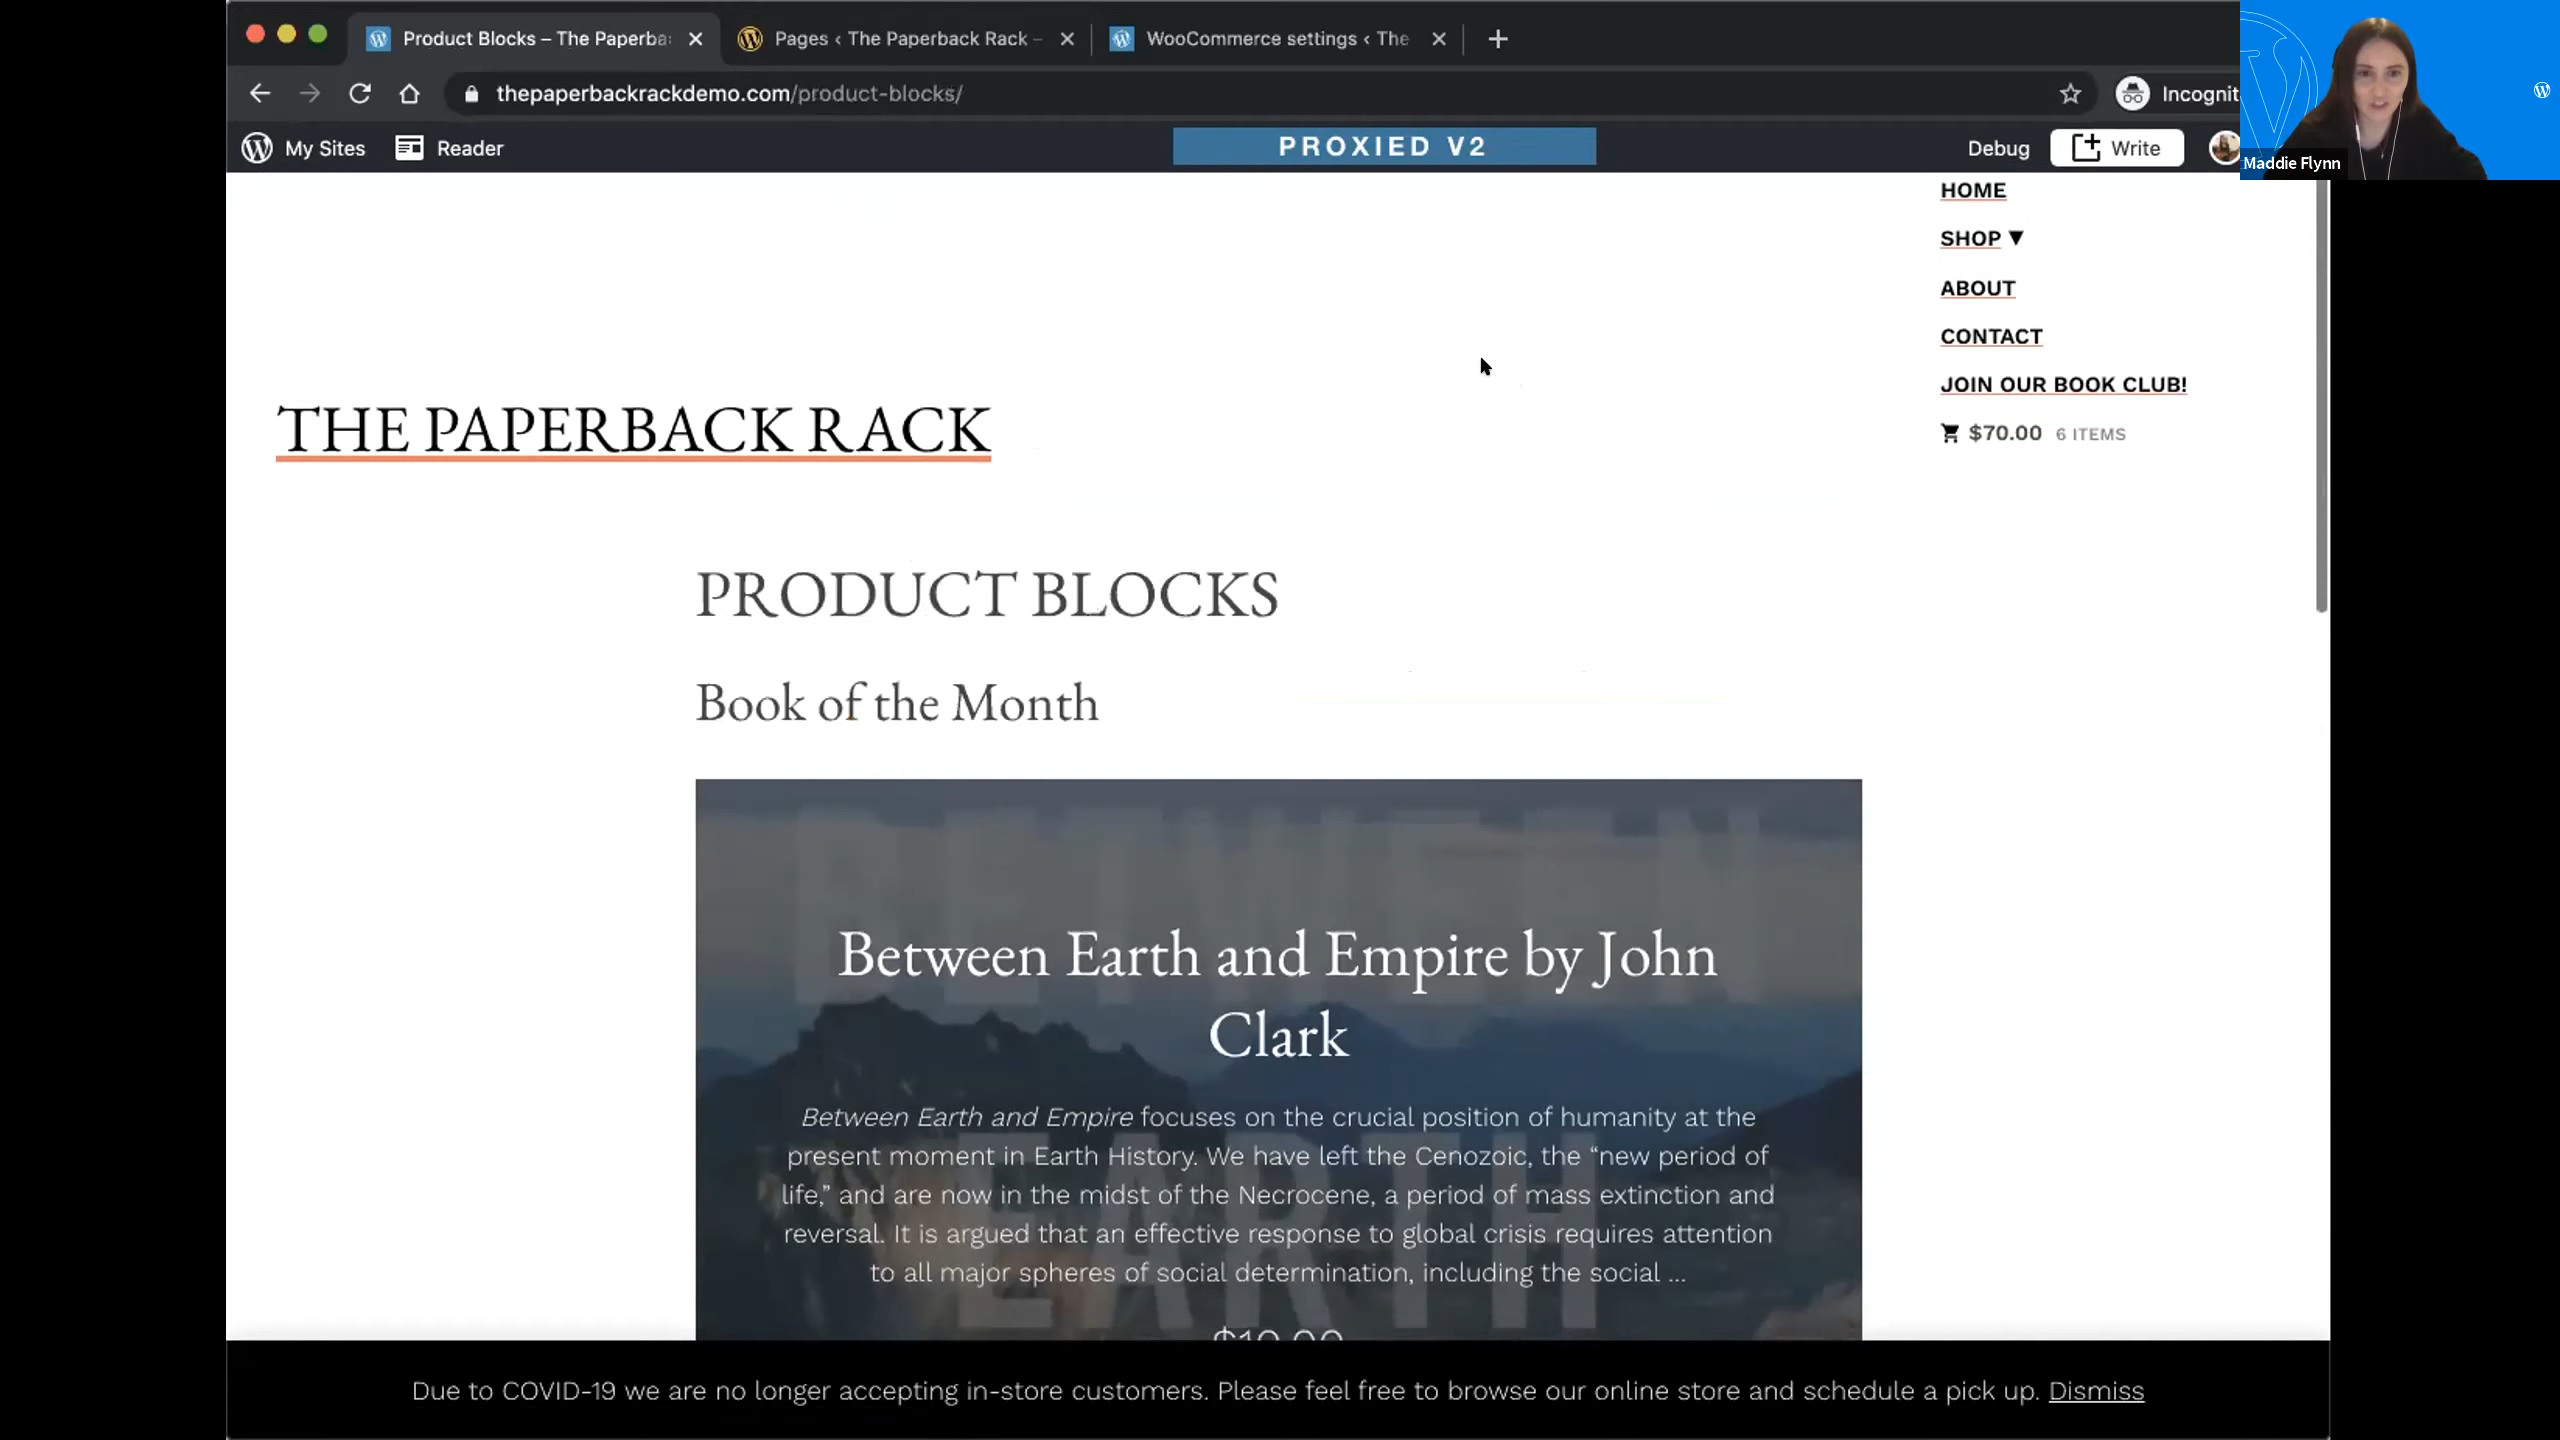 Product Blocks – The Paperba
Pages ‹ The Paperback Rack –
WooCommerce settings ‹ The
thepaperbackrackdemo.com/product-blocks/
Incognit
My Sites
Reader
PROXIED V2
Debug
Write
Maddie Flynn
HOME
SHOP ▼
ABOUT
CONTACT
JOIN OUR BOOK CLUB!
$70.00 6 ITEMS
THE PAPERBACK RACK
PRODUCT BLOCKS
Book of the Month
BETWEEN
Between Earth and Empire by John
Clark
Between Earth and Empire focuses on the crucial position of humanity at the
present moment in Earth History. We have left the Cenozoic, the “new period of
life,” and are now in the midst of the Necrocene, a period of mass extinction and
reversal. It is argued that an effective response to global crisis requires attention
to all major spheres of social determination, including the social ...
EARTH
Due to COVID-19 we are no longer accepting in-store customers. Please feel free to browse our online store and schedule a pick up. Dismiss